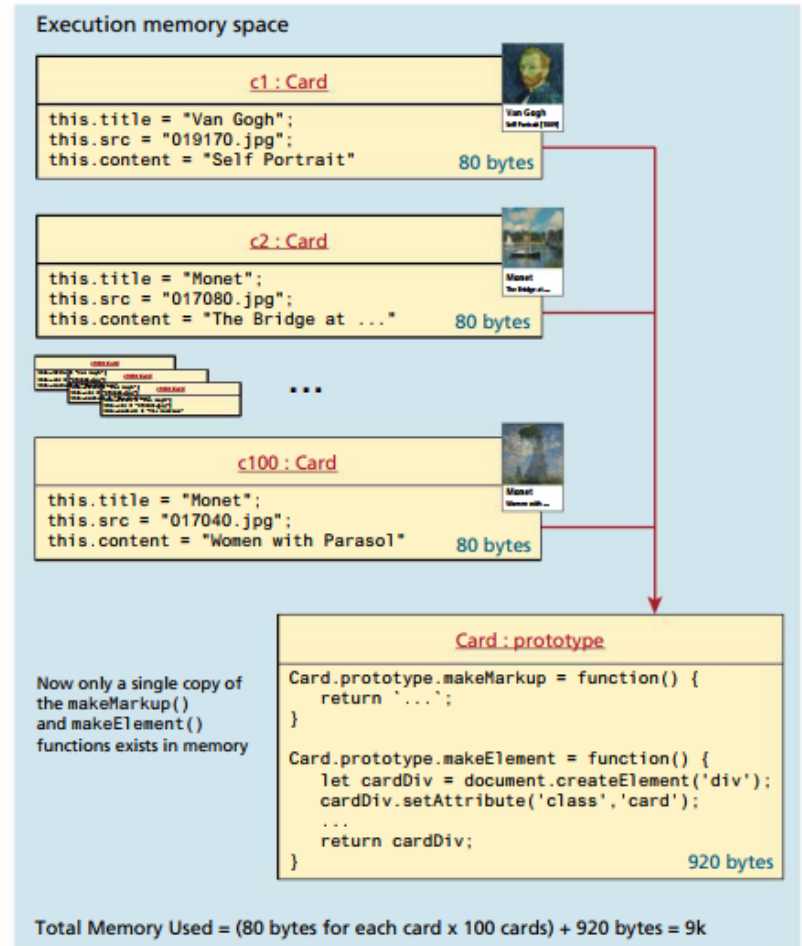 Execution memory space
c1 : Card
this.title = "Van Gogh";
this.src = "019170.jpg";
this.content = "Self Portrait"
80 bytes
Van Gogh
c2 : Card
this.title = "Monet";
this.src = "017080.jpg";
this.content = "The Bridge at ..."
80 bytes
Monet
The Bridge at ...
...
c100 : Card
this.title = "Monet";
this.src = "017040.jpg";
this.content = "Women with Parasol"
80 bytes
Monet
Women with ...
Card : prototype
Card.prototype.makeMarkup = function() {
return `...`;
}
Card.prototype.makeElement = function() {
let cardDiv = document.createElement('div');
cardDiv.setAttribute('class','card');
...
return cardDiv;
}
920 bytes
Now only a single copy of
the makeMarkup()
and makeElement()
functions exists in memory
Total Memory Used = (80 bytes for each card x 100 cards) + 920 bytes = 9k